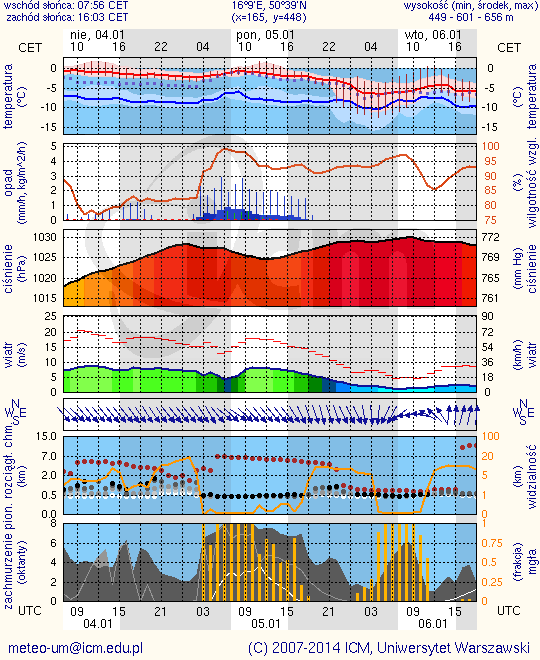 wschód słońca: 07:56 CET 16°9'E, 50°39'N wysokość (min, środek, max)
zachód słońca: 16:03 CET (x=165, y=448) 449 - 601 - 656 m
nie, 04.01 pon, 05.01 wto, 06.01
CET 10 16 22 04 10 16 22 04 10 16 CET
temperatura (°C)
0 -5 -10 -15
0 -5 -10 -15
temperatura (°C)
opad (mm/h, kg/m^2/h)
5 4 3 2 1 0
100 95 90 85 80 75
(%) wilgotność wzgl.
ciśnienie (hPa)
1030 1025 1020 1015
772 769 765 761
(mm Hg) ciśnienie
wiatr (m/s)
25 20 15 10 5 0
90 72 54 36 18 0
(km/h) wiatr
N E S W
N E S W
pion. rozciągł. chm. (km)
15.0 7.0 2.0 0.5 0.0
100 20 5 1 0
(km) widzialność
zachmurzenie (oktanty)
8 6 4 2 0
1 0.75 0.5 0.25 0
(frakcja) mgła
UTC 09 15 21 03 09 15 21 03 09 15 UTC
04.01 05.01 06.01
meteo-um@icm.edu.pl (C) 2007-2014 ICM, Uniwersytet Warszawski